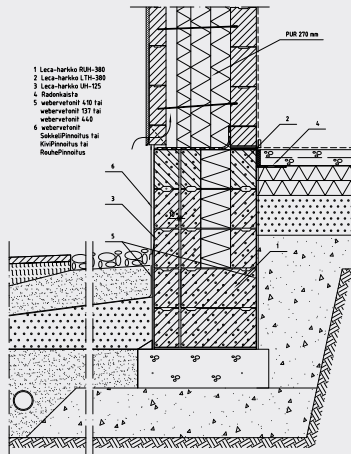 PUR 270 mm
1 Leca-harkko RUH-380
2 Leca-harkko LTH-380
3 Leca-harkko UH-125
4 Radonkaista
5 webervetonit 410 tai
webervetonit 137 tai
webervetonit 440
6 webervetonit
SokkeliPinnoitus tai
KiviPinnoitus tai
RouhePinnoitus
2
4
6
3
5
1